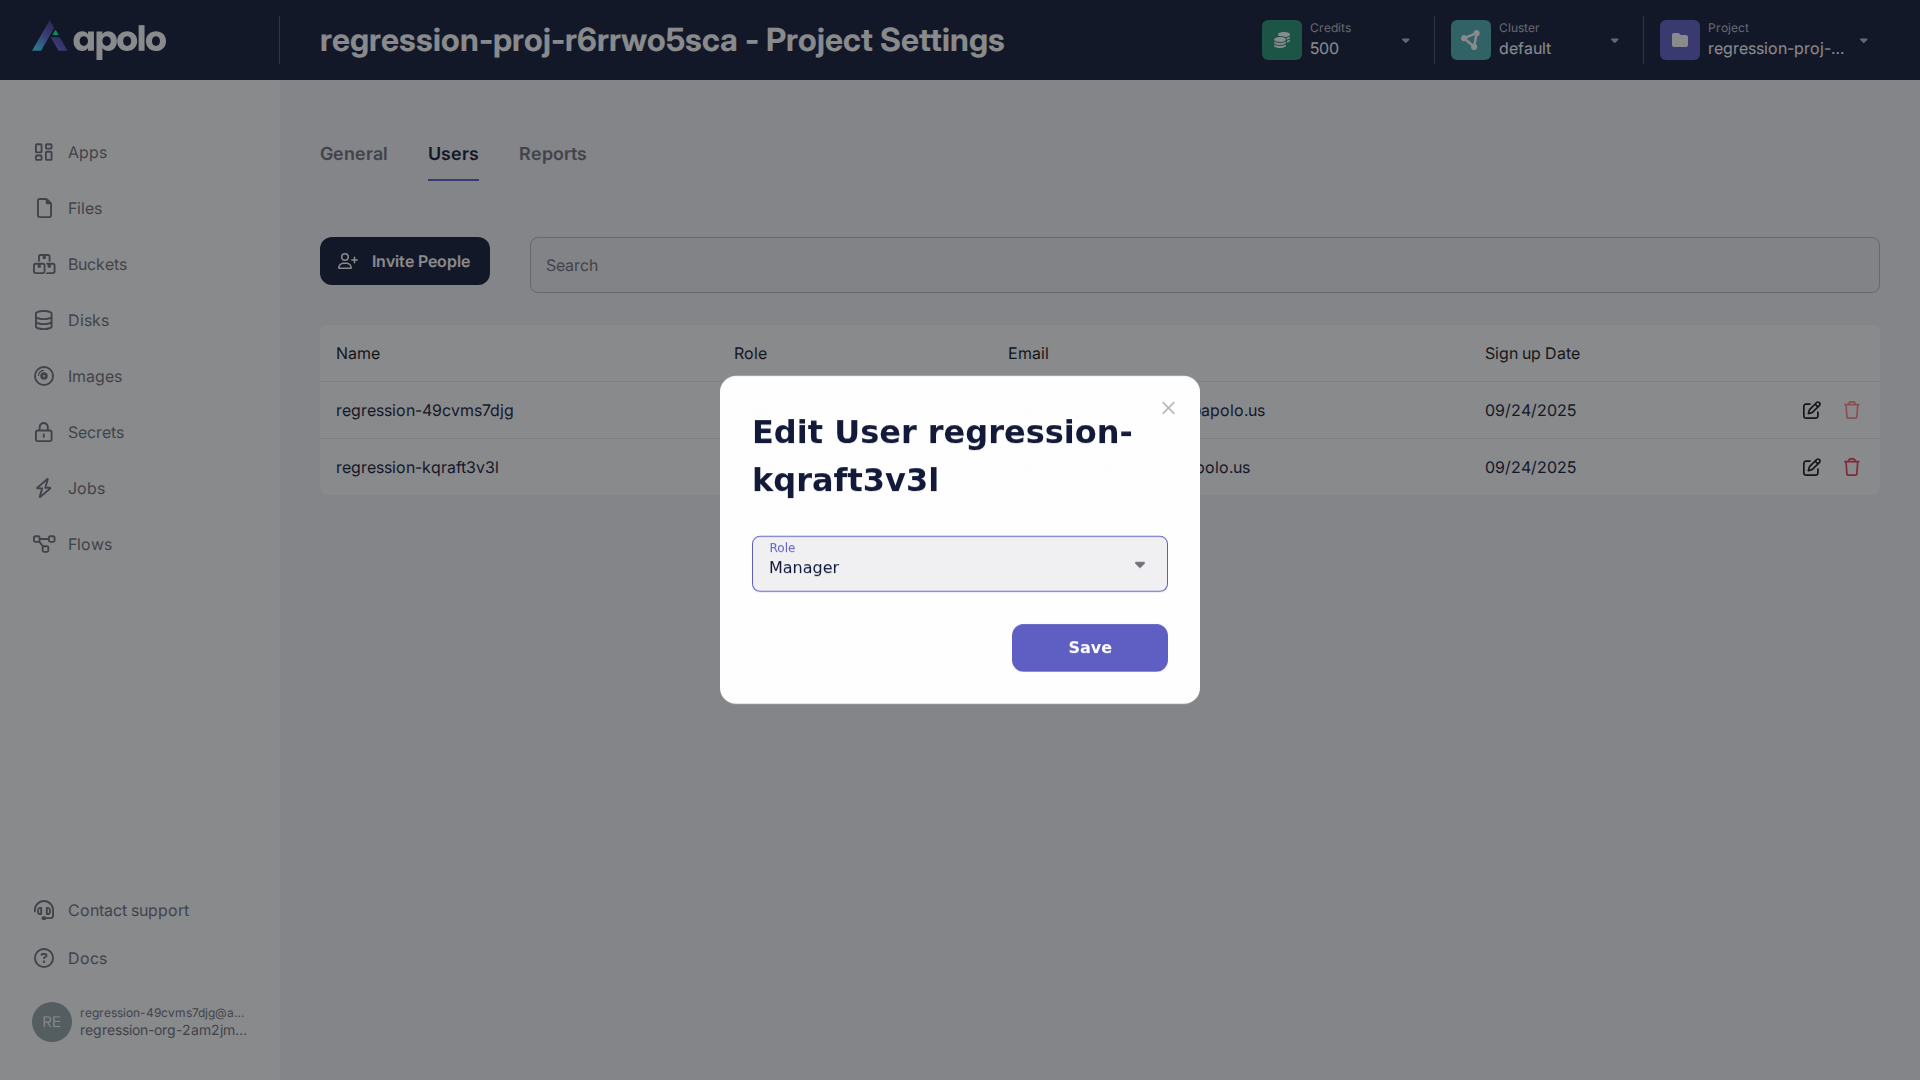 apolo
regression-proj-r6rrwo5sca - Project Settings
Credits
500
Cluster
default
Project
regression-proj-...
Apps
Files
Buckets
Disks
Images
Secrets
Jobs
Flows
General
Users
Reports
Invite People
Search
Name
Role
Email
Sign up Date
regression-49cvms7djg
apolo.us
09/24/2025
regression-kqraft3v3l
olo.us
09/24/2025
Edit User regression-
kqraft3v3l
Role
Manager
Save
Contact support
Docs
RE
regression-49cvms7djg@a...
regression-org-2am2jm...